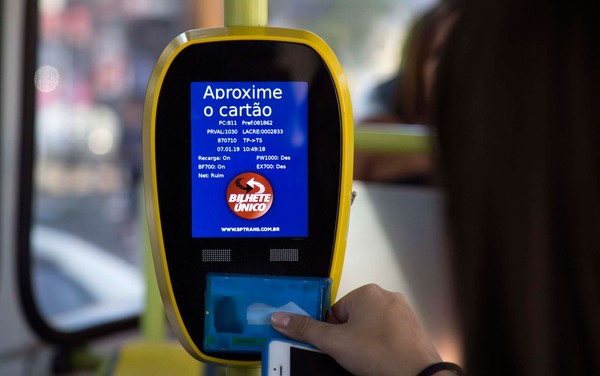 Aproxime
o cartão
PC:811 Pref:081862
PRVAL:1030 LACRE:0002833
870710 TP->TS
07.01.19 10:49:18
Recarga: On PW1000: Des
BF700: On EX700: Des
Net: Ruim
BILHETE
ÚNICO
WWW.SPTRANS.COM.BR